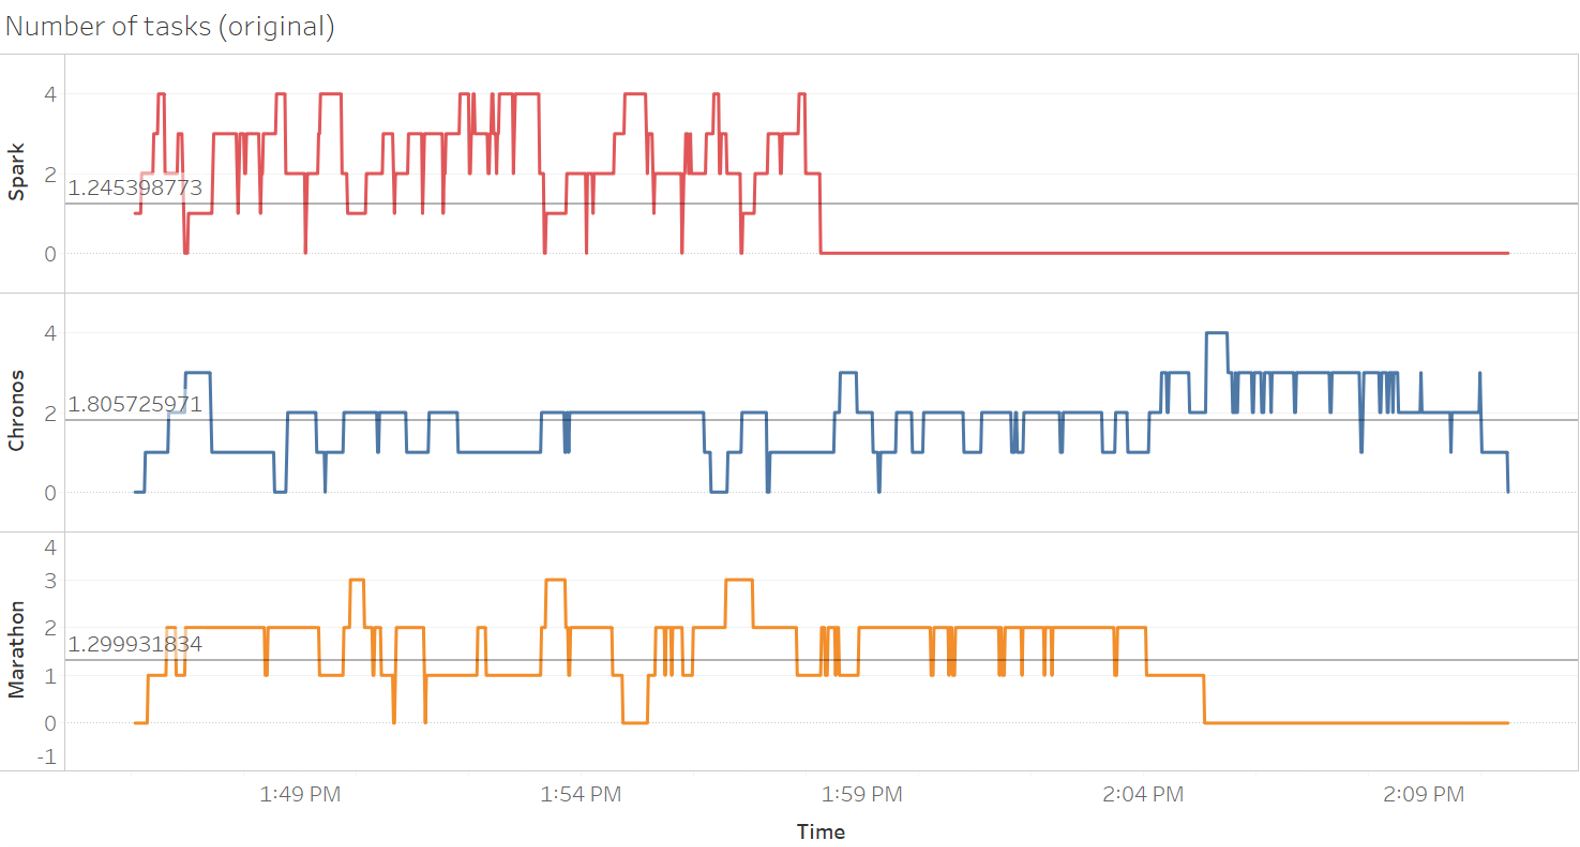 Number of tasks (original)
Spark
4
2
0
1.245398773
Chronos
4
2
0
1.805725971
Marathon
4
3
2
1
0
-1
1.299931834
1:49 PM 1:54 PM 1:59 PM 2:04 PM 2:09 PM
Time